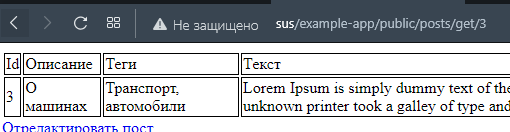 Не защищено sus/example-app/public/posts/get/3
Id Описание Теги Текст
3 О машинах Транспорт, автомобили Lorem Ipsum is simply dummy text of the
unknown printer took a galley of type and
Отредактировать пост